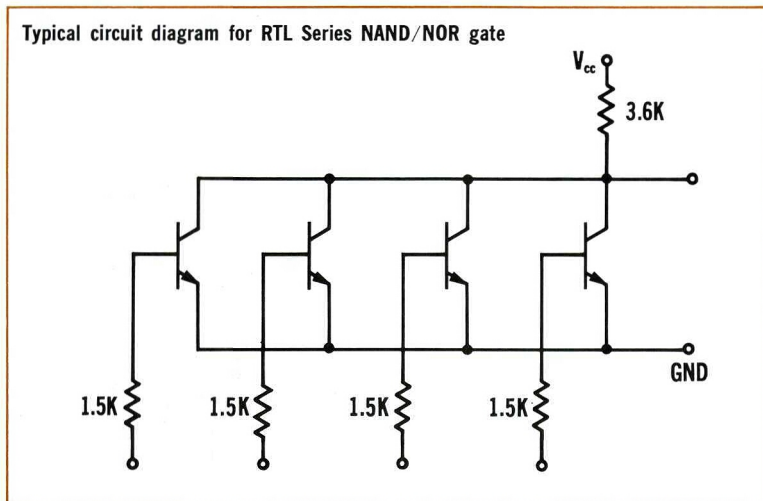 Typical circuit diagram for RTL Series NAND/NOR gate
Vcc
3.6K
GND
1.5K
1.5K
1.5K
1.5K